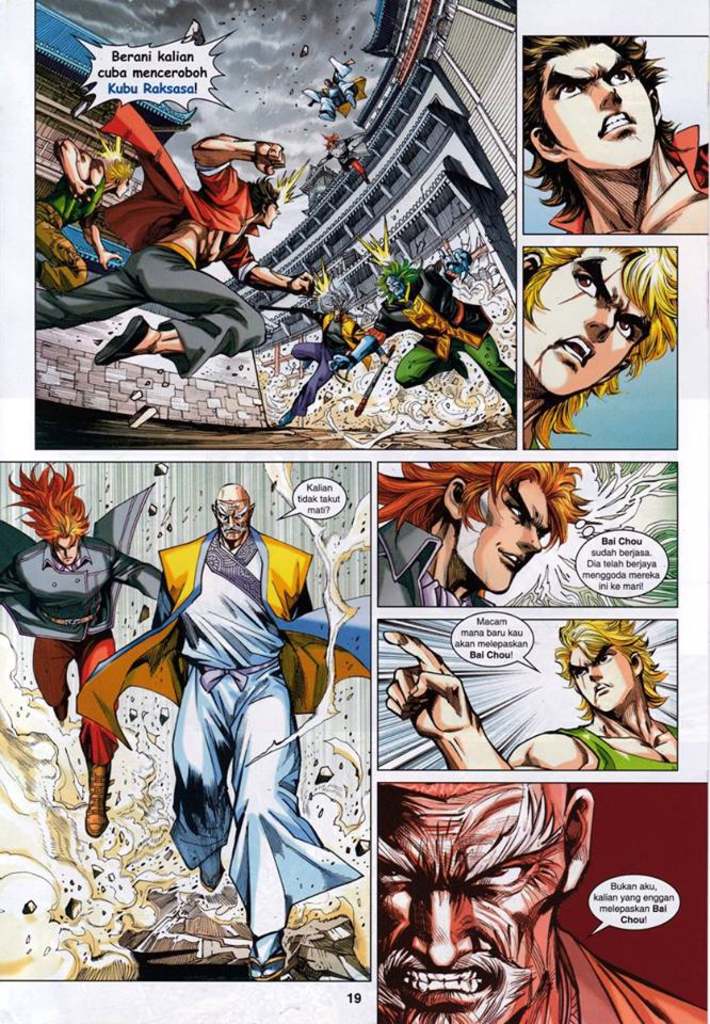 Berani kalian
cuba menceroboh
Kubu Raksasa!
Kalian
tidak takut
mati?
Bai Chou
sudah berjasa.
Dia telah berjaya
menggoda mereka
ini ke mari!
Macam
mana baru kau
akan melepaskan
Bai Chou!
Bukan aku,
kalian yang enggan
melepaskan Bai
Chou!
19